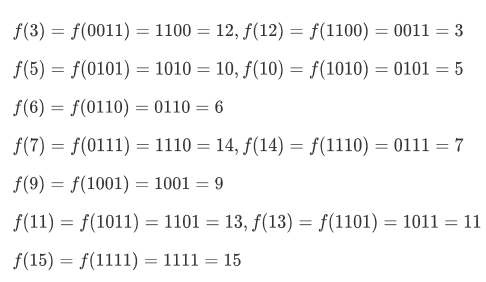 f(3) = f(0011) = 1100 = 12, f(12) = f(1100) = 0011 = 3
f(5) = f(0101) = 1010 = 10, f(10) = f(1010) = 0101 = 5
f(6) = f(0110) = 0110 = 6
f(7) = f(0111) = 1110 = 14, f(14) = f(1110) = 0111 = 7
f(9) = f(1001) = 1001 = 9
f(11) = f(1011) = 1101 = 13, f(13) = f(1101) = 1011 = 11
f(15) = f(1111) = 1111 = 15